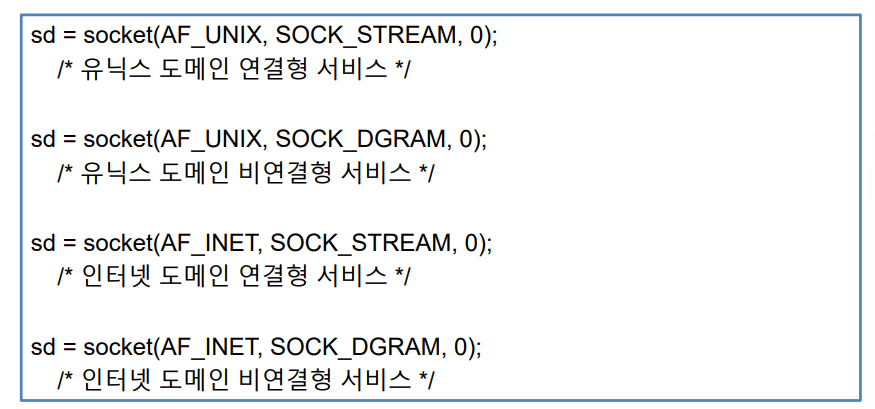 sd = socket(AF_UNIX, SOCK_STREAM, 0);
/* 유닉스 도메인 연결형 서비스 */
sd = socket(AF_UNIX, SOCK_DGRAM, 0);
/* 유닉스 도메인 비연결형 서비스 */
sd = socket(AF_INET, SOCK_STREAM, 0);
/* 인터넷 도메인 연결형 서비스 */
sd = socket(AF_INET, SOCK_DGRAM, 0);
/* 인터넷 도메인 비연결형 서비스 */